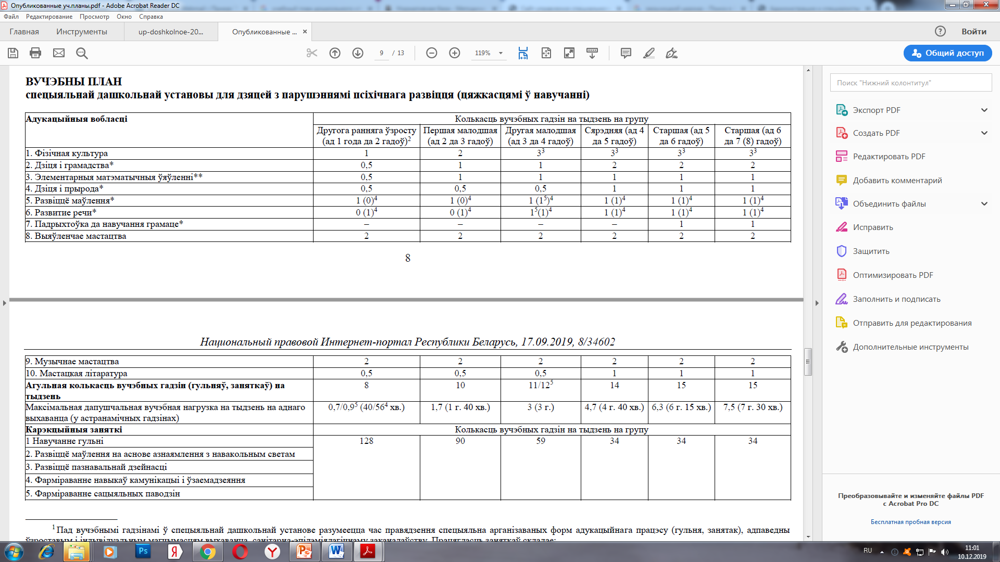 Опубликованные уч.планы.pdf - Adobe Acrobat Reader DC
Файл Редактирование Просмотр Окно Справка
Главная Инструменты up-doshkolnoe-20... Опубликованные ... × Войти
9 / 13 119% Общий доступ
ВУЧЭБНЫ ПЛАН
спецыяльнай дашкольнай установы для дзяцей з парушэннямі псіхічнага развіцця (цяжкасцямі ў навучанні)
Адукацыйныя вобласці Колькасць вучэбных гадзін на тыдзень на групу
Другога ранняга ўзросту (ад 1 года да 2 гадоў)² Першая малодшая (ад 2 да 3 гадоў) Другая малодшая (ад 3 да 4 гадоў) Сярэдняя (ад 4 да 5 гадоў) Старшая (ад 5 да 6 гадоў) Старшая (ад 6 да 7 (8) гадоў)
1. Фізічная культура 1 2 3³ 3³ 3³ 3³
2. Дзіця і грамадства* 0,5 1 1 2 2 2
3. Элементарныя матэматычныя ўяўленні** 0,5 1 1 1 1 1
4. Дзіця і прырода* 0,5 0,5 0,5 1 1 1
5. Развіццё маўлення* 1 (0)⁴ 1 (0)⁴ 1 (1⁵)⁴ 1 (1)⁴ 1 (1)⁴ 1 (1)⁴
6. Развитие речи* 0 (1)⁴ 0 (1)⁴ 1⁵(1)⁴ 1 (1)⁴ 1 (1)⁴ 1 (1)⁴
7. Падрыхтоўка да навучання грамаце* – – – – 1 1
8. Выяўленчае мастацтва 2 2 2 2 2 2
8
Национальный правовой Интернет-портал Республики Беларусь, 17.09.2019, 8/34602
9. Музычнае мастацтва 2 2 2 2 2 2
10. Мастацкая літаратура 0,5 0,5 0,5 1 1 1
Агульная колькасць вучэбных гадзін (гульняў, заняткаў) на 8 10 11/12⁵ 14 15 15
тыдзень
Максімальная дапушчальная вучэбная нагрузка на тыдзень на аднаго 0,7/0,9⁵ (40/56⁴ хв.) 1,7 (1 г. 40 хв.) 3 (3 г.) 4,7 (4 г. 40 хв.) 6,3 (6 г. 15 хв.) 7,5 (7 г. 30 хв.)
выхаванца (у астранамічных гадзінах)
Карэкцыйныя заняткі Колькасць вучэбных гадзін на тыдзень на групу
1 Навучанне гульні 128 90 59 34 34 34
2. Развіццё маўлення на аснове азнаямлення з навакольным светам
3. Развіццё пазнавальнай дзейнасці
4. Фарміраванне навыкаў камунікацыі і ўзаемадзеяння
5. Фарміраванне сацыяльных паводзін
¹ Пад вучэбнымі гадзінамі ў спецыяльнай дашкольнай установе разумеецца час правядзення спецыяльна арганізаваных форм адукацыйнага працэсу (гульня, занятак), адпаведны
ўзроставым і індывідуальным магчымасцям выхаванца, санітарна-эпідэміялагічнаму заканадаўству. Працягласць заняткаў складае:
Поиск "Нижний колонтитул"
Экспорт PDF
Создать PDF
Редактировать PDF
Добавить комментарий
Объединить файлы
Исправить
Защитить
Оптимизировать PDF
Заполнить и подписать
Отправить для редактирования
Дополнительные инструменты
Преобразовывайте и изменяйте файлы PDF
с Acrobat Pro DC
Бесплатная пробная версия
Ps Я Y P W RU 11:01
10.12.2019